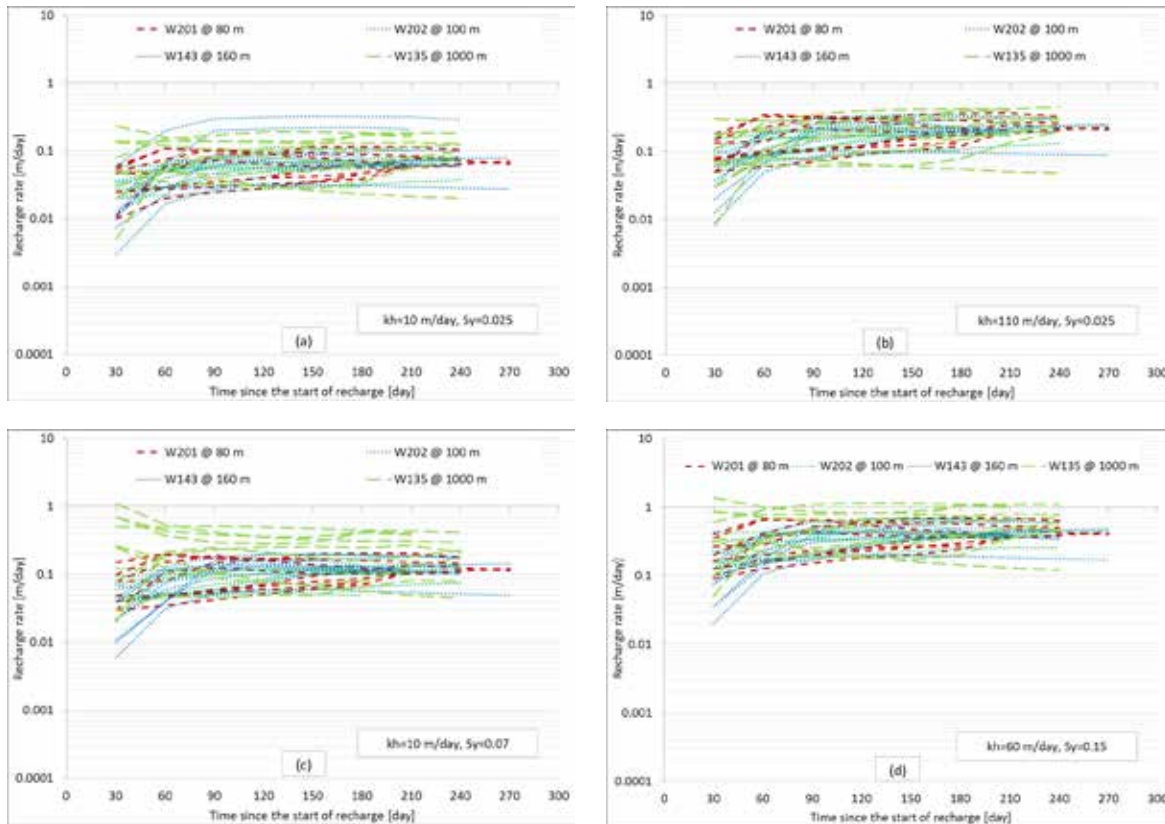 10
W201 @ 80 m
W202 @ 100 m
W143 @ 160 m
W135 @ 1000 m
1
Recharge rate [m/day]
0.1
0.01
0.001
kh=10 m/day, Sy=0.025
(a)
0.0001
0 30 60 90 120 150 180 210 240 270 300
Time since the start of recharge [day]
10
W201 @ 80 m
W202 @ 100 m
W143 @ 160 m
W135 @ 1000 m
1
Recharge rate [m/day]
0.1
0.01
0.001
kh=110 m/day, Sy=0.025
(b)
0.0001
0 30 60 90 120 150 180 210 240 270 300
Time since the start of recharge [day]
10
W201 @ 80 m
W202 @ 100 m
W143 @ 160 m
W135 @ 1000 m
1
Recharge rate [m/day]
0.1
0.01
0.001
kh=10 m/day, Sy=0.07
(c)
0.0001
0 30 60 90 120 150 180 210 240 270 300
Time since the start of recharge [day]
10
W201 @ 80 m W202 @ 100 m W143 @ 160 m W135 @ 1000 m
1
Recharge rate [m/day]
0.1
0.01
0.001
kh=60 m/day, Sy=0.15
(d)
0.0001
0 30 60 90 120 150 180 210 240 270 300
Time since the start of recharge [day]